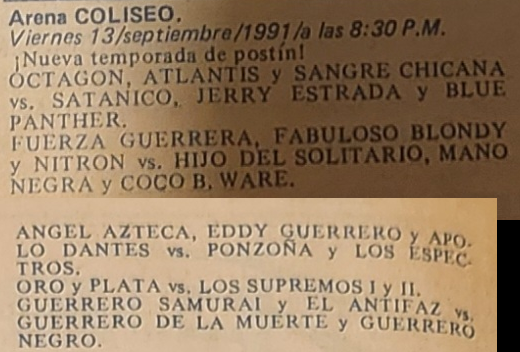 Arena COLISEO.
Viernes 13/septiembre/1991/a las 8:30 P.M.
¡Nueva temporada de postín!
OCTAGON, ATLANTIS y SANGRE CHICANA
vs. SATANICO, JERRY ESTRADA y BLUE
PANTHER.
FUERZA GUERRERA, FABULOSO BLONDY
y NITRON vs. HIJO DEL SOLITARIO, MANO
NEGRA y COCO B. WARE.
ANGEL AZTECA, EDDY GUERRERO y APO-
LO DANTES vs. PONZOÑA y LOS ESPEC-
TROS.
ORO y PLATA vs. LOS SUPREMOS I y II.
GUERRERO SAMURAI y EL ANTIFAZ vs.
GUERRERO DE LA MUERTE y GUERRERO
NEGRO.